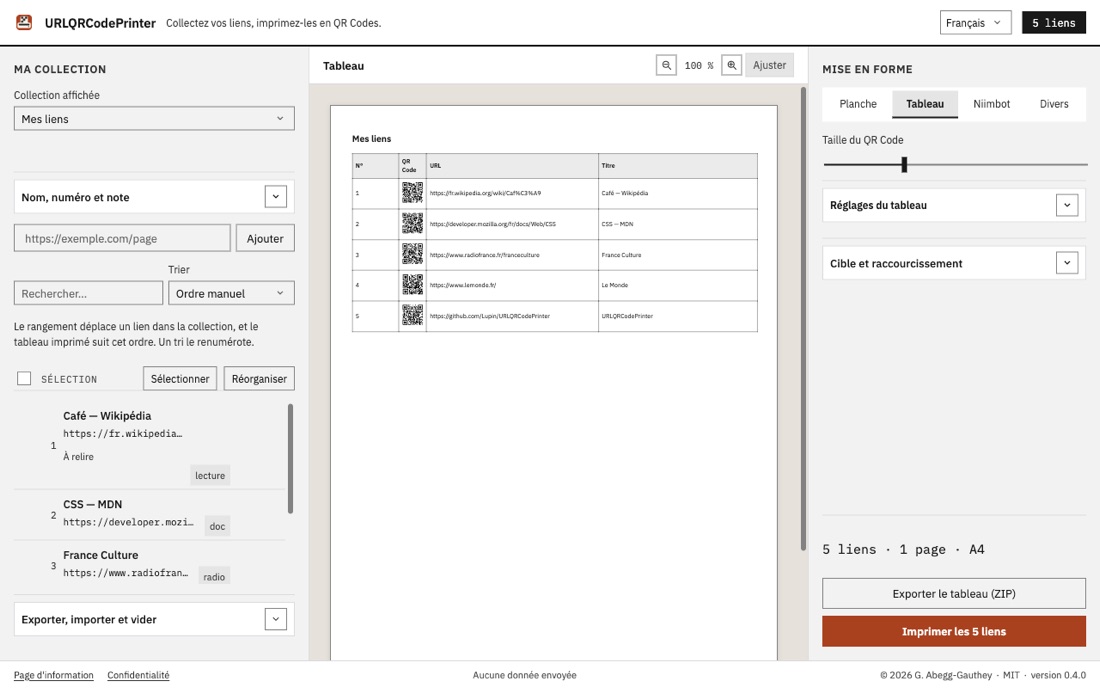 URLQRCodePrinter Collectez vos liens, imprimez-les en QR Codes. Français 5 liens
MA COLLECTION
Collection affichée
Mes liens
Nom, numéro et note
https://exemple.com/page Ajouter
Trier
Rechercher… Ordre manuel
Le rangement déplace un lien dans la collection, et le
tableau imprimé suit cet ordre. Un tri le renumérote.
SÉLECTION Sélectionner Réorganiser
1
Café — Wikipédia
https://fr.wikipedia…
À relire
lecture
2
CSS — MDN
https://developer.mozi… doc
3
France Culture
https://www.radiofran… radio
Exporter, importer et vider
Tableau 100 % Ajuster
Mes liens
N° QR Code URL Titre
1 https://fr.wikipedia.org/wiki/Caf%C3%A9 Café — Wikipédia
2 https://developer.mozilla.org/fr/docs/Web/CSS CSS — MDN
3 https://www.radiofrance.fr/franceculture France Culture
4 https://www.lemonde.fr/ Le Monde
5 https://github.com/Lupin/URLQRCodePrinter URLQRCodePrinter
MISE EN FORME
Planche Tableau Niimbot Divers
Taille du QR Code
Réglages du tableau
Cible et raccourcissement
5 liens · 1 page · A4
Exporter le tableau (ZIP)
Imprimer les 5 liens
Page d'information Confidentialité Aucune donnée envoyée © 2026 G. Abegg-Gauthey · MIT · version 0.4.0